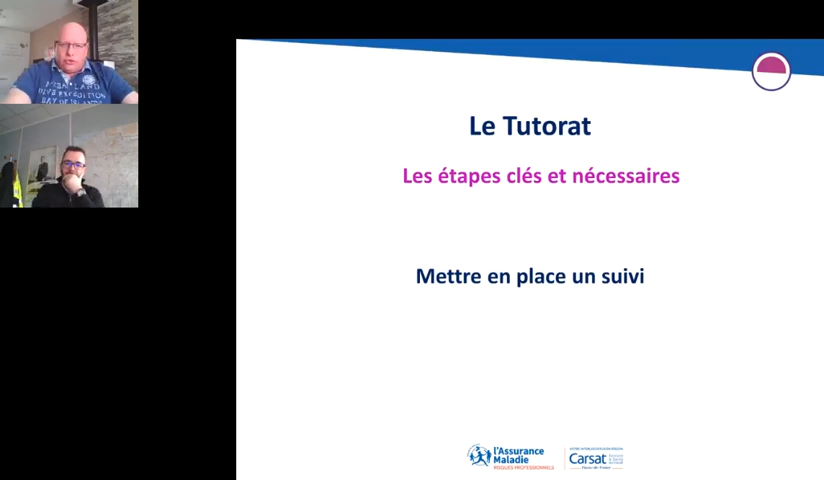 Le Tutorat
Les étapes clés et nécessaires
Mettre en place un suivi
l'Assurance
Maladie
RISQUES PROFESSIONNELS
Carsat